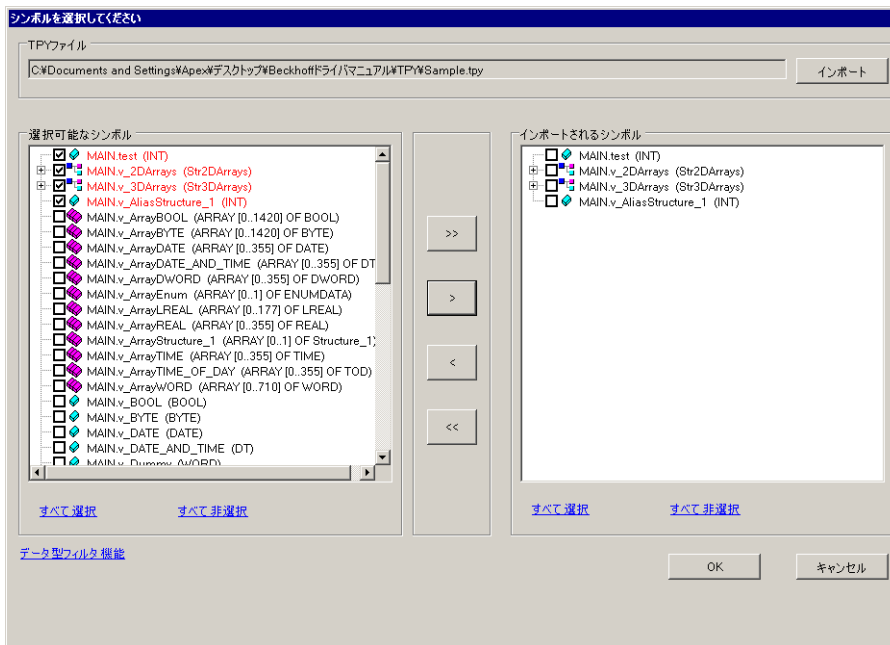 シンボルを選択してください
TPYファイル
C:¥Documents and Settings¥Apex¥デスクトップ¥Beckhoffドライバマニュアル¥TPY¥Sample.tpy
インポート
選択可能なシンボル
MAIN.test (INT)
MAIN.v_2DArrays (Str2DArrays)
MAIN.v_3DArrays (Str3DArrays)
MAIN.v_AliasStructure_1 (INT)
MAIN.v_ArrayBOOL (ARRAY [0..1420] OF BOOL)
MAIN.v_ArrayBYTE (ARRAY [0..1420] OF BYTE)
MAIN.v_ArrayDATE (ARRAY [0..355] OF DATE)
MAIN.v_ArrayDATE_AND_TIME (ARRAY [0..355] OF DT
MAIN.v_ArrayDWORD (ARRAY [0..355] OF DWORD)
MAIN.v_ArrayEnum (ARRAY [0..1] OF ENUMDATA)
MAIN.v_ArrayLREAL (ARRAY [0..177] OF LREAL)
MAIN.v_ArrayREAL (ARRAY [0..355] OF REAL)
MAIN.v_ArrayStructure_1 (ARRAY [0..1] OF Structure_1)
MAIN.v_ArrayTIME (ARRAY [0..355] OF TIME)
MAIN.v_ArrayTIME_OF_DAY (ARRAY [0..355] OF TOD)
MAIN.v_ArrayWORD (ARRAY [0..710] OF WORD)
MAIN.v_BOOL (BOOL)
MAIN.v_BYTE (BYTE)
MAIN.v_DATE (DATE)
MAIN.v_DATE_AND_TIME (DT)
MAIN.v_Dummy (WORD)
すべて選択
すべて非選択
>>
>
<
<<
インポートされるシンボル
MAIN.test (INT)
MAIN.v_2DArrays (Str2DArrays)
MAIN.v_3DArrays (Str3DArrays)
MAIN.v_AliasStructure_1 (INT)
すべて選択
すべて非選択
データ型フィルタ機能
OK
キャンセル